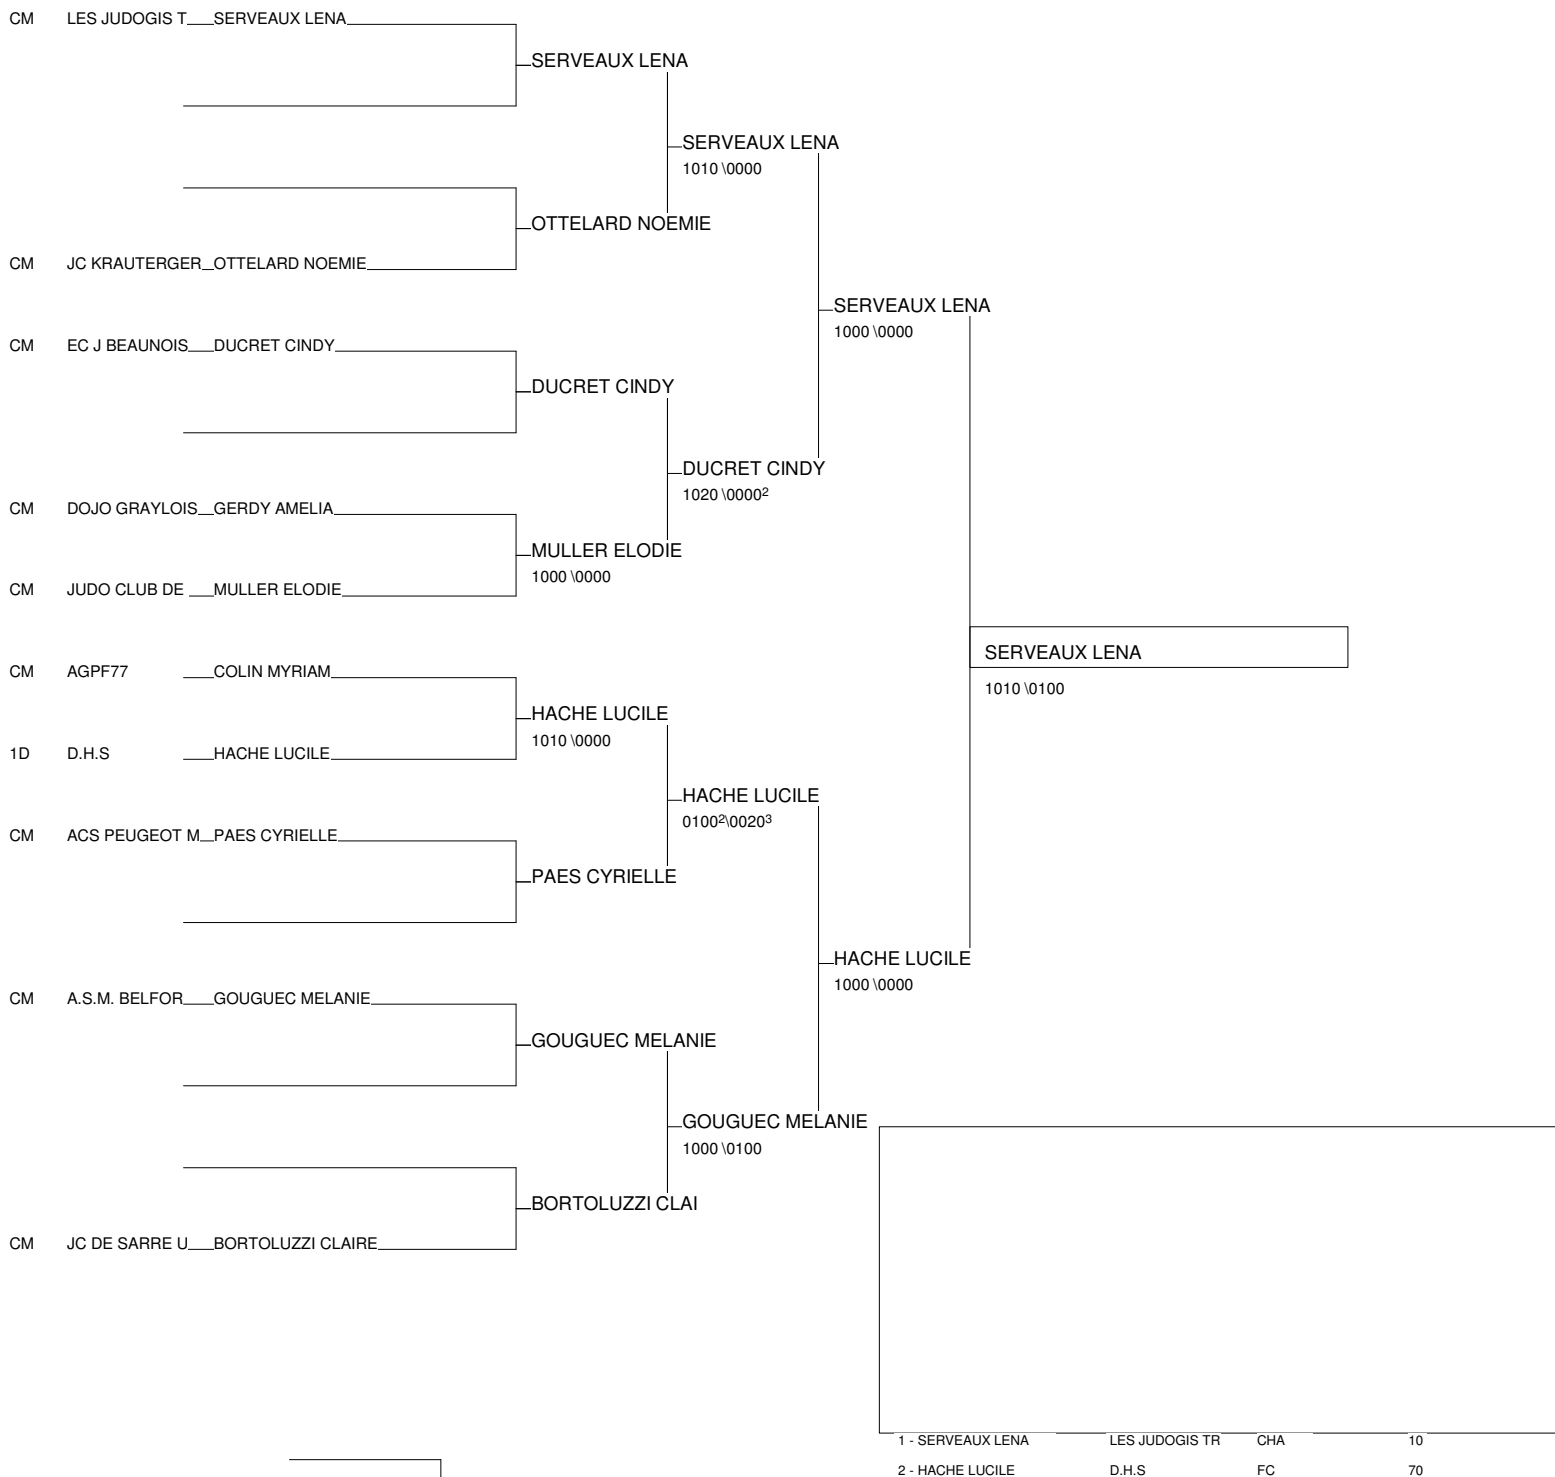 CM LES JUDOGIS T SERVEAUX LENA
SERVEAUX LENA
SERVEAUX LENA
1010 \0000
OTTELARD NOEMIE
CM JC KRAUTERGER OTTELARD NOEMIE
SERVEAUX LENA
1000 \0000
CM EC J BEAUNOIS DUCRET CINDY
DUCRET CINDY
DUCRET CINDY
1020 \0000²
CM DOJO GRAYLOIS GERDY AMELIA
MULLER ELODIE
1000 \0000
CM JUDO CLUB DE MULLER ELODIE
SERVEAUX LENA
1010 \0100
CM AGPF77 COLIN MYRIAM
HACHE LUCILE
1010 \0000
1D D.H.S HACHE LUCILE
HACHE LUCILE
0100²\0020³
CM ACS PEUGEOT M PAES CYRIELLE
PAES CYRIELLE
HACHE LUCILE
1000 \0000
CM A.S.M. BELFOR GOUGUEC MELANIE
GOUGUEC MELANIE
GOUGUEC MELANIE
1000 \0100
BORTOLUZZI CLAI
CM JC DE SARRE U BORTOLUZZI CLAIRE
1 - SERVEAUX LENA LES JUDOGIS TR CHA 10
2 - HACHE LUCILE D.H.S FC 70